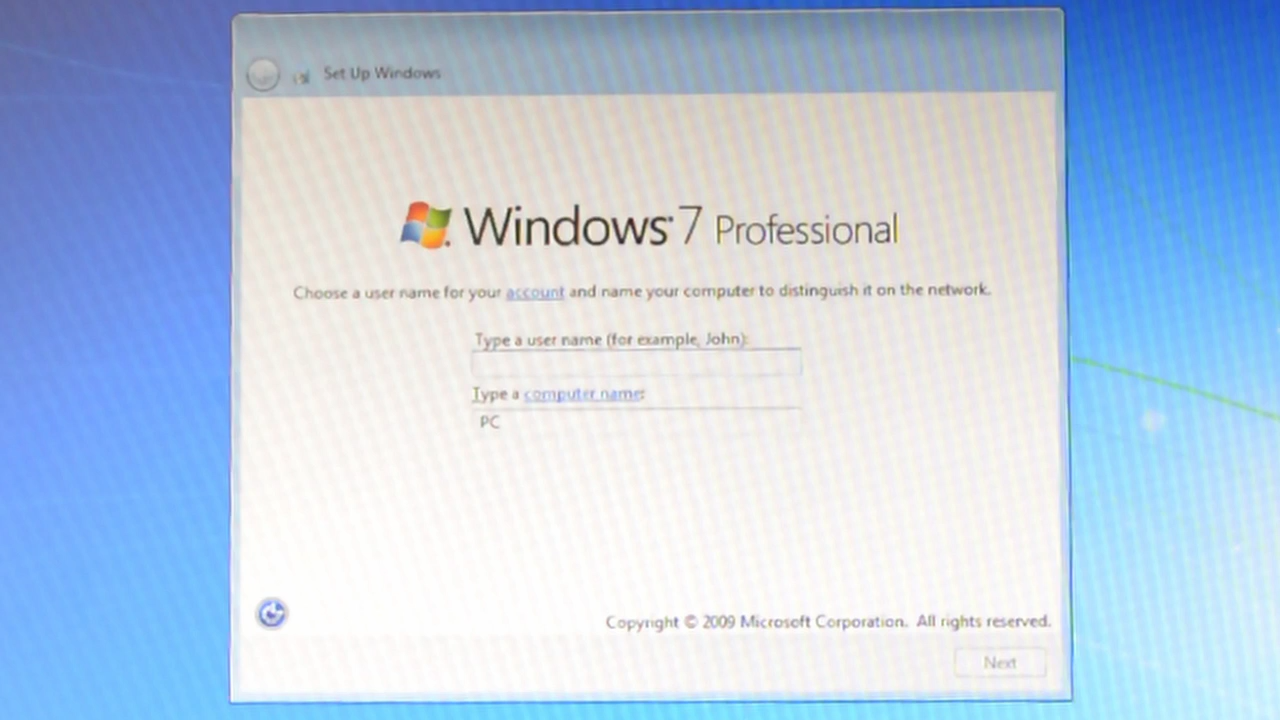 Set Up Windows
Windows 7 Professional
Choose a user name for your account and name your computer to distinguish it on the network.
Type a user name (for example, John):
Type a computer name:
PC
Copyright © 2009 Microsoft Corporation. All rights reserved.
Next